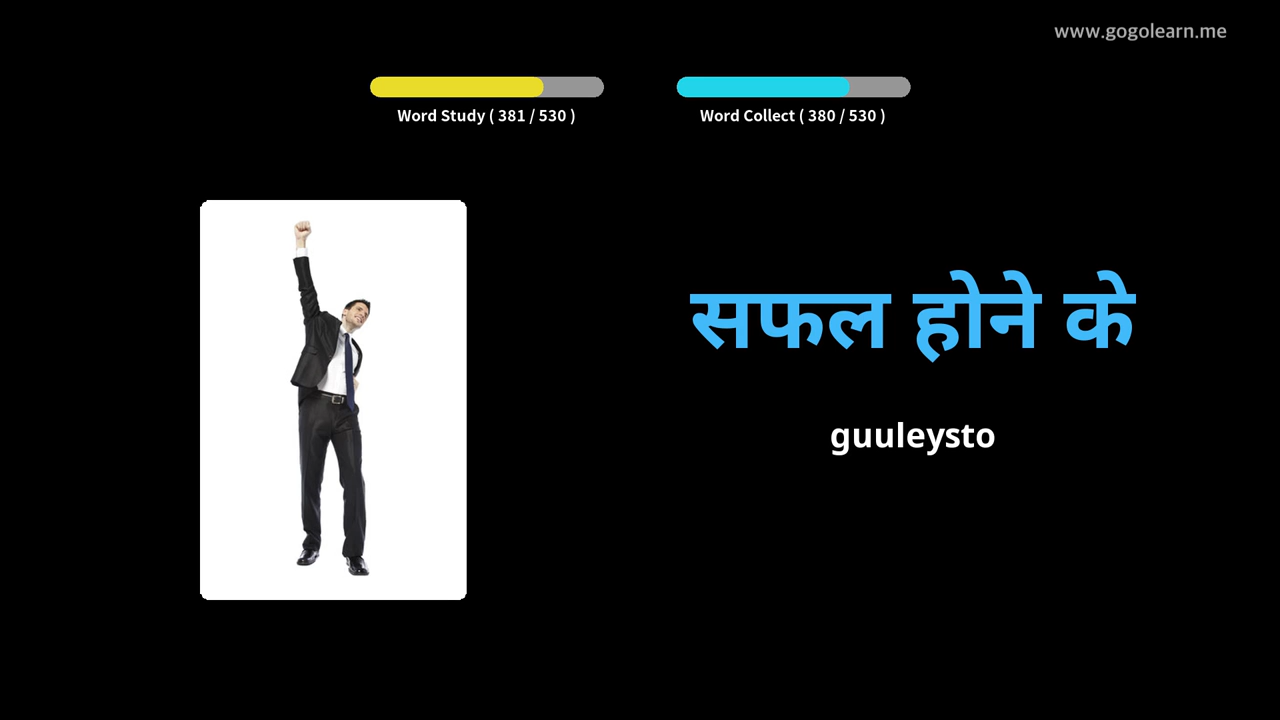 www.gogolearn.me
Word Study ( 381 / 530 )
Word Collect ( 380 / 530 )
सफल होने के
guuleysto